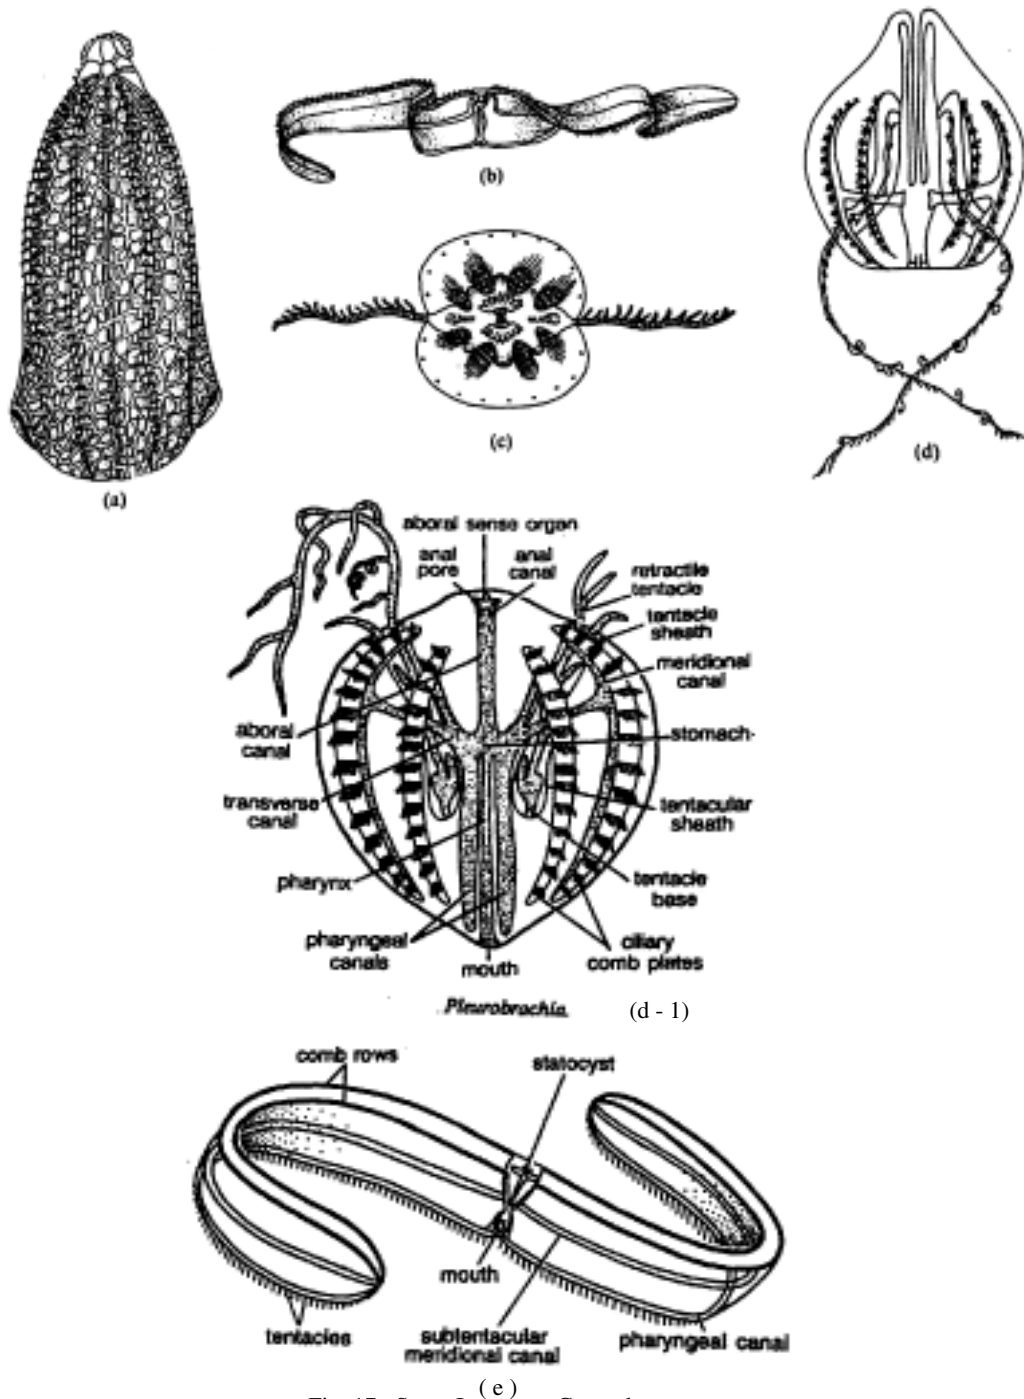 (a)
(b)
(c)
(d)
aboral sense organ
anal pore
anal canal
retractile tentacle
tentacle sheath
meridional canal
aboral canal
stomach
transverse canal
tentacular sheath
pharynx
tentacle base
pharyngeal canals
mouth
ciliary comb plates
Pleurobrachia.
(d - 1)
comb rows
statocyst
mouth
tentacles
subtentacular meridional canal
pharyngeal canal
( e )